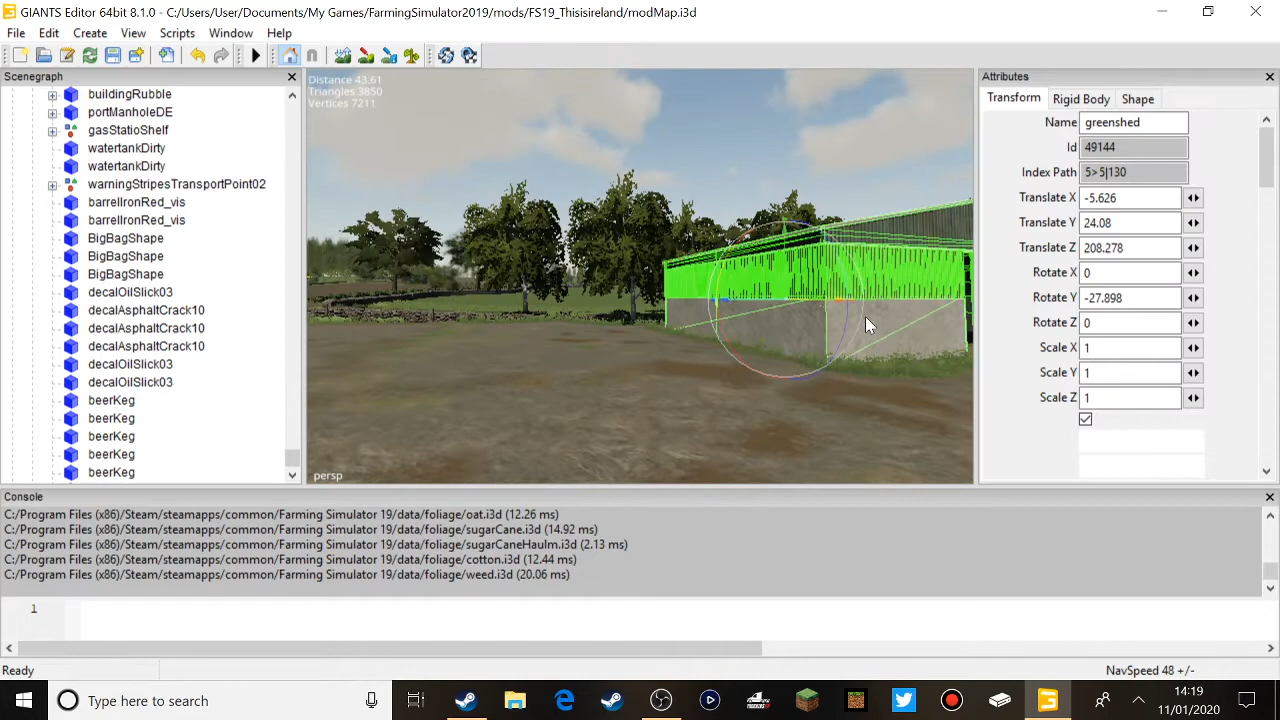 GIANTS Editor 64bit 8.1.0 - C:/Users/User/Documents/My Games/FarmingSimulator2019/mods/FS19_Thisisireland/modMap.i3d
File Edit Create View Scripts Window Help
Scenegraph
buildingRubble
portManholeDE
gasStatioShelf
watertankDirty
watertankDirty
warningStripesTransportPoint02
barrelIronRed_vis
barrelIronRed_vis
BigBagShape
BigBagShape
BigBagShape
decalOilSlick03
decalAsphaltCrack10
decalAsphaltCrack10
decalAsphaltCrack10
decalOilSlick03
decalOilSlick03
beerKeg
beerKeg
beerKeg
beerKeg
beerKeg
Distance 43.61
Triangles 3850
Vertices 7211
persp
Attributes
Transform Rigid Body Shape
Name greenshed
Id 49144
Index Path 5>5|130
Translate X -5.626
Translate Y 24.08
Translate Z 208.278
Rotate X 0
Rotate Y -27.898
Rotate Z 0
Scale X 1
Scale Y 1
Scale Z 1
Console
C:/Program Files (x86)/Steam/steamapps/common/Farming Simulator 19/data/foliage/oat.i3d (12.26 ms)
C:/Program Files (x86)/Steam/steamapps/common/Farming Simulator 19/data/foliage/sugarCane.i3d (14.92 ms)
C:/Program Files (x86)/Steam/steamapps/common/Farming Simulator 19/data/foliage/sugarCaneHaulm.i3d (2.13 ms)
C:/Program Files (x86)/Steam/steamapps/common/Farming Simulator 19/data/foliage/cotton.i3d (12.44 ms)
C:/Program Files (x86)/Steam/steamapps/common/Farming Simulator 19/data/foliage/weed.i3d (20.06 ms)
1
Ready
NavSpeed 48 +/-
Type here to search
14:19
11/01/2020